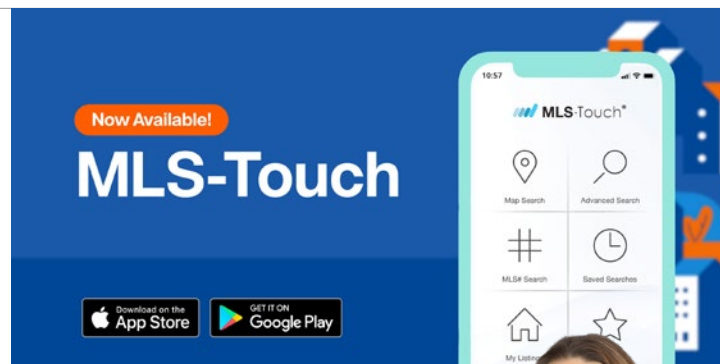 Now Available!
MLS-Touch
Download on the
App Store
GET IT ON
Google Play
10:57
MLS-Touch®
Map Search
Advanced Search
MLS# Search
Saved Searches
My Listings